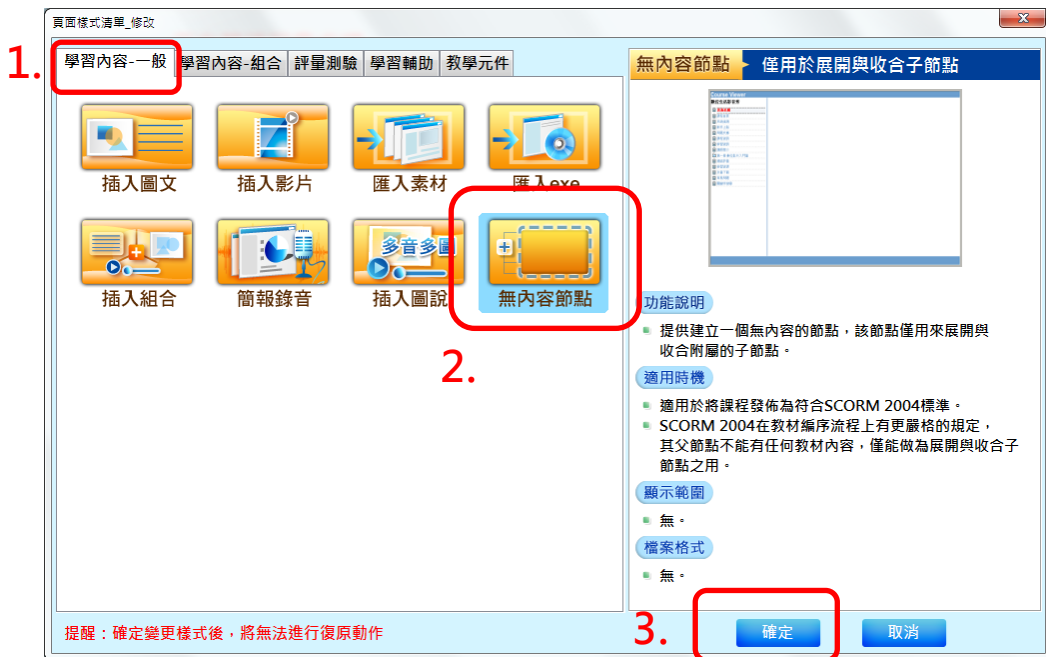 頁面樣式清單_修改
x
1.
學習內容-一般 學習內容-組合 評量測驗 學習輔助 教學元件
插入圖文 插入影片 匯入素材 匯入exe
多音多圖
插入組合 簡報錄音 插入圖說 無內容節點
2.
無內容節點 僅用於展開與收合子節點
Course Viewer
功能說明
提供建立一個無內容的節點，該節點僅用來展開與
收合附屬的子節點。
適用時機
適用於將課程發佈為符合SCORM 2004標準。
SCORM 2004在教材編序流程上有更嚴格的規定，
其父節點不能有任何教材內容，僅能做為展開與收合子
節點之用。
顯示範圍
無。
檔案格式
無。
提醒：確定變更樣式後，將無法進行復原動作
3.
確定 取消